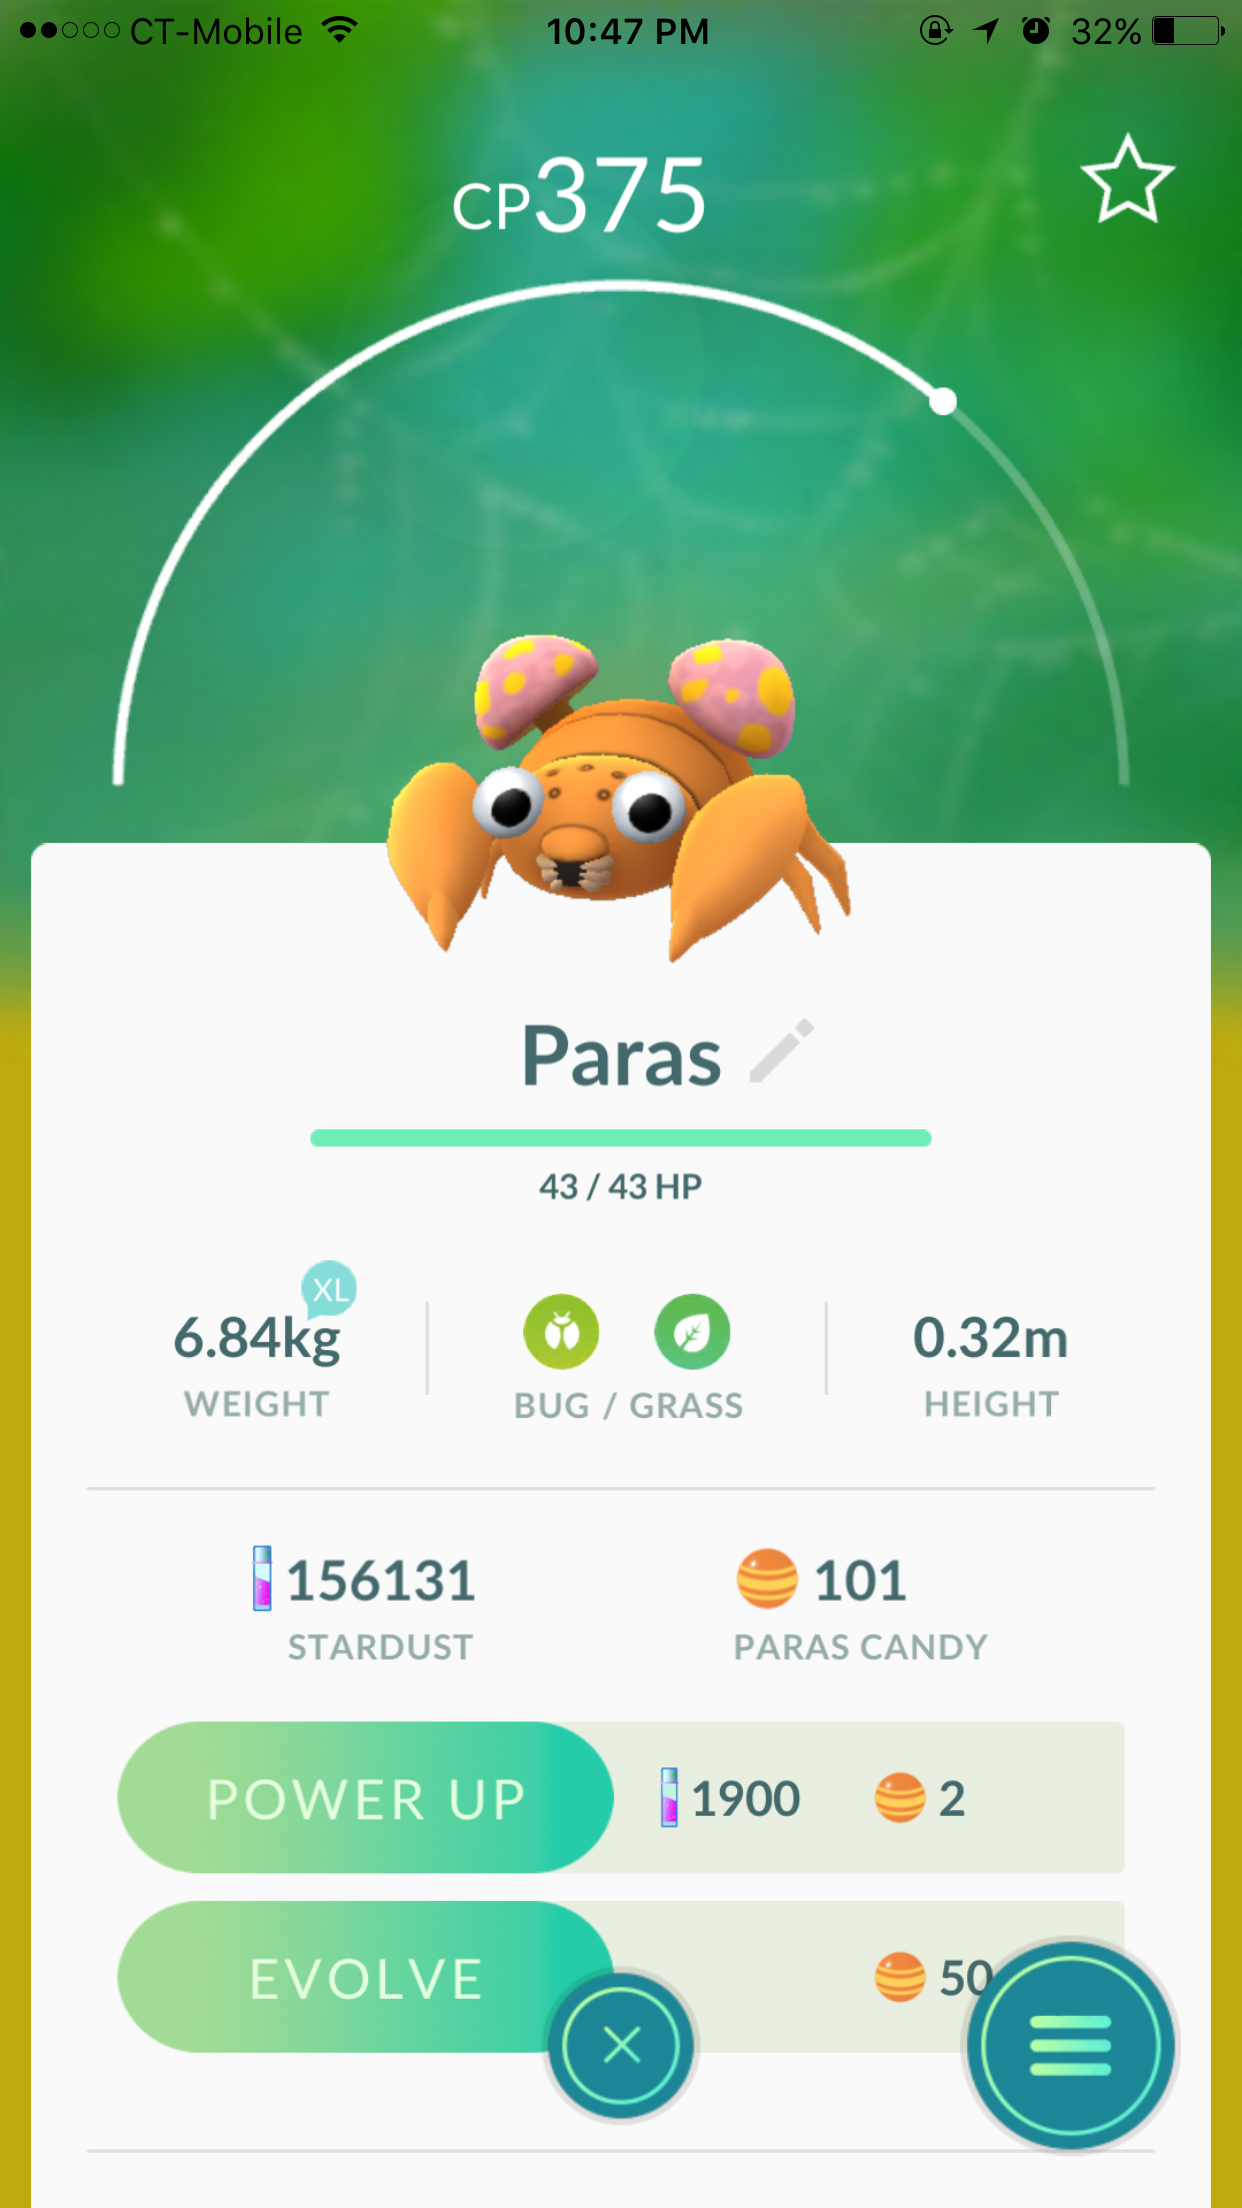 CT-Mobile 10:47 PM 32%
CP375
Paras
43 / 43 HP
XL
6.84kg 0.32m
WEIGHT BUG / GRASS HEIGHT
156131 101
STARDUST PARAS CANDY
POWER UP 1900 2
EVOLVE 50